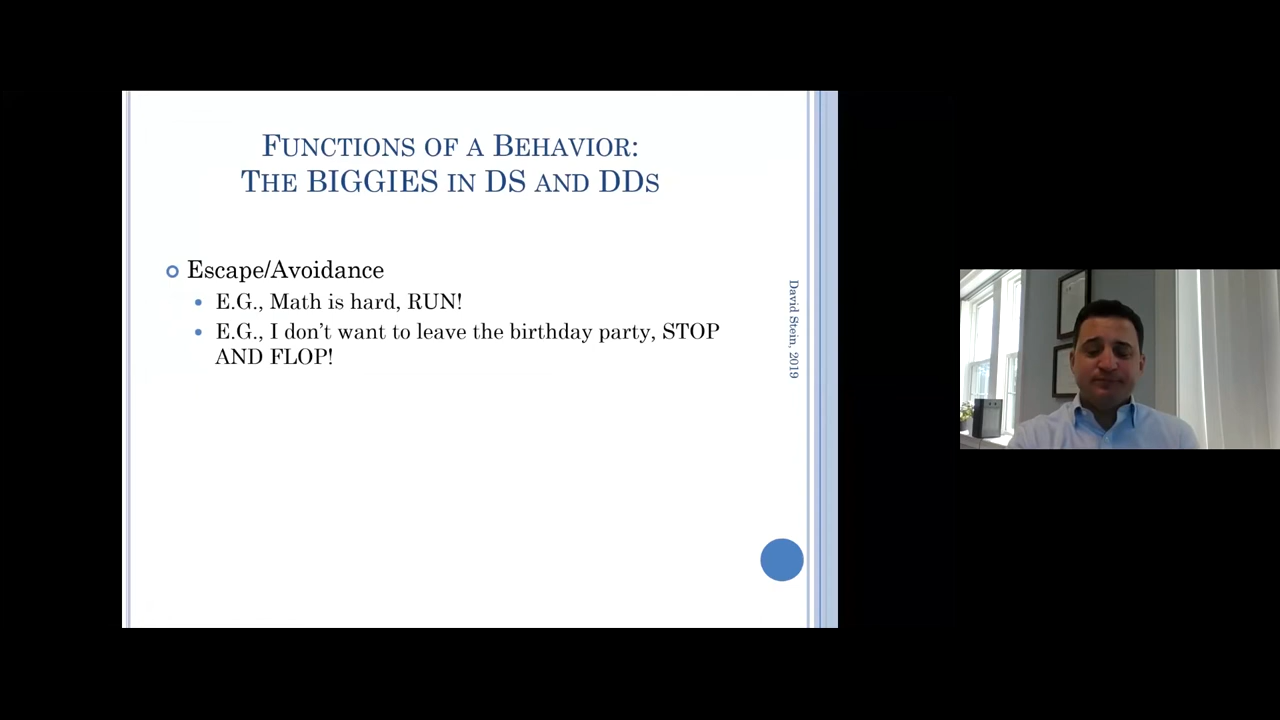 Functions of a Behavior:
The BIGGIES in DS and DDs
Escape/Avoidance
E.G., Math is hard, RUN!
E.G., I don’t want to leave the birthday party, STOP
AND FLOP!
David Stein, 2019